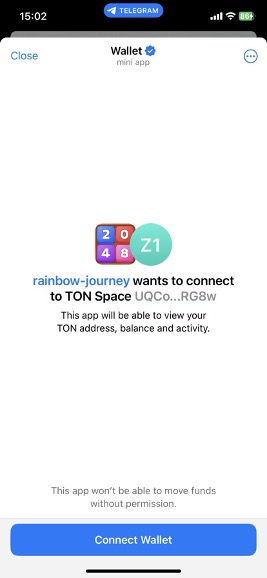 15:02
TELEGRAM
86
Close
Wallet
mini app
2 0
4 8
Z1
rainbow-journey wants to connect
to TON Space UQCo...RG8w
This app will be able to view your
TON address, balance and activity.
This app won't be able to move funds
without permission.
Connect Wallet